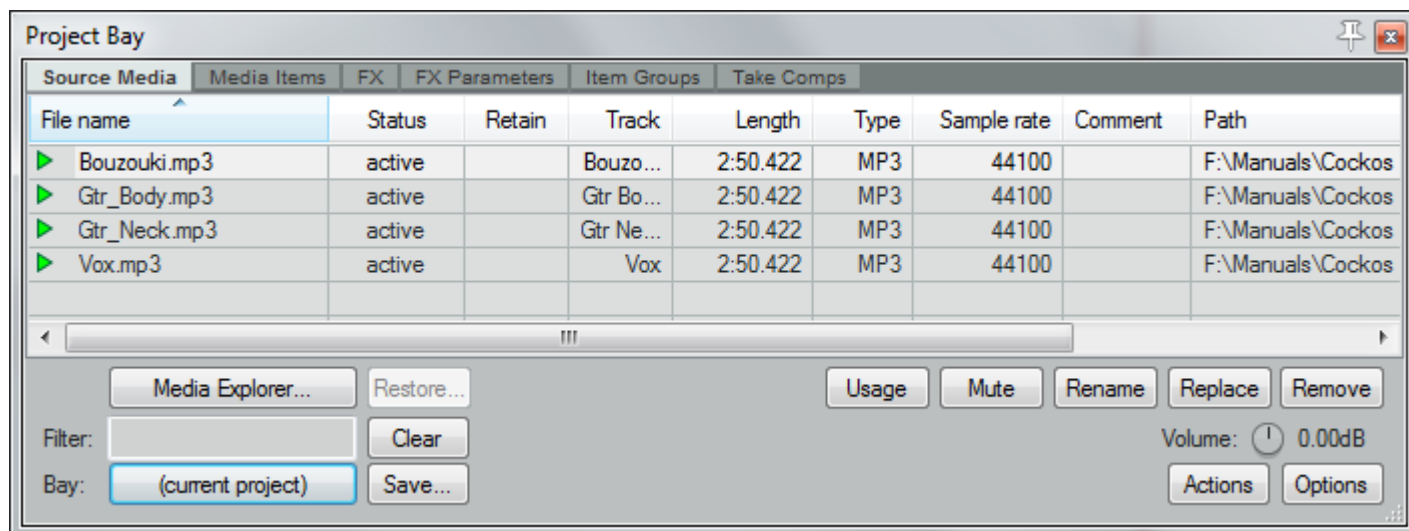 Project Bay
Source Media Media Items FX FX Parameters Item Groups Take Comps
File name Status Retain Track Length Type Sample rate Comment Path
Bouzouki.mp3 active Bouzo... 2:50.422 MP3 44100 F:\Manuals\Cockos
Gtr_Body.mp3 active Gtr Bo... 2:50.422 MP3 44100 F:\Manuals\Cockos
Gtr_Neck.mp3 active Gtr Ne... 2:50.422 MP3 44100 F:\Manuals\Cockos
Vox.mp3 active Vox 2:50.422 MP3 44100 F:\Manuals\Cockos
Media Explorer... Restore... Usage Mute Rename Replace Remove
Filter: Clear Volume: 0.00dB
Bay: (current project) Save... Actions Options